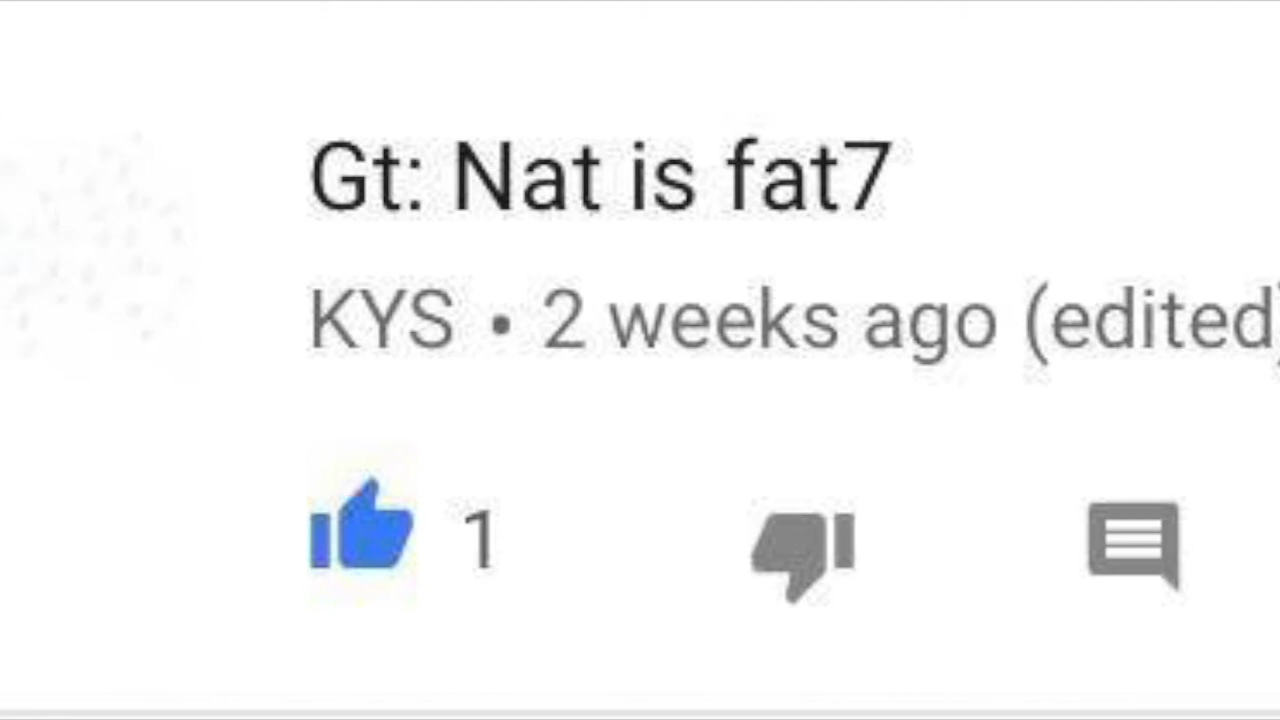 Gt: Nat is fat7
KYS • 2 weeks ago (edited)
1